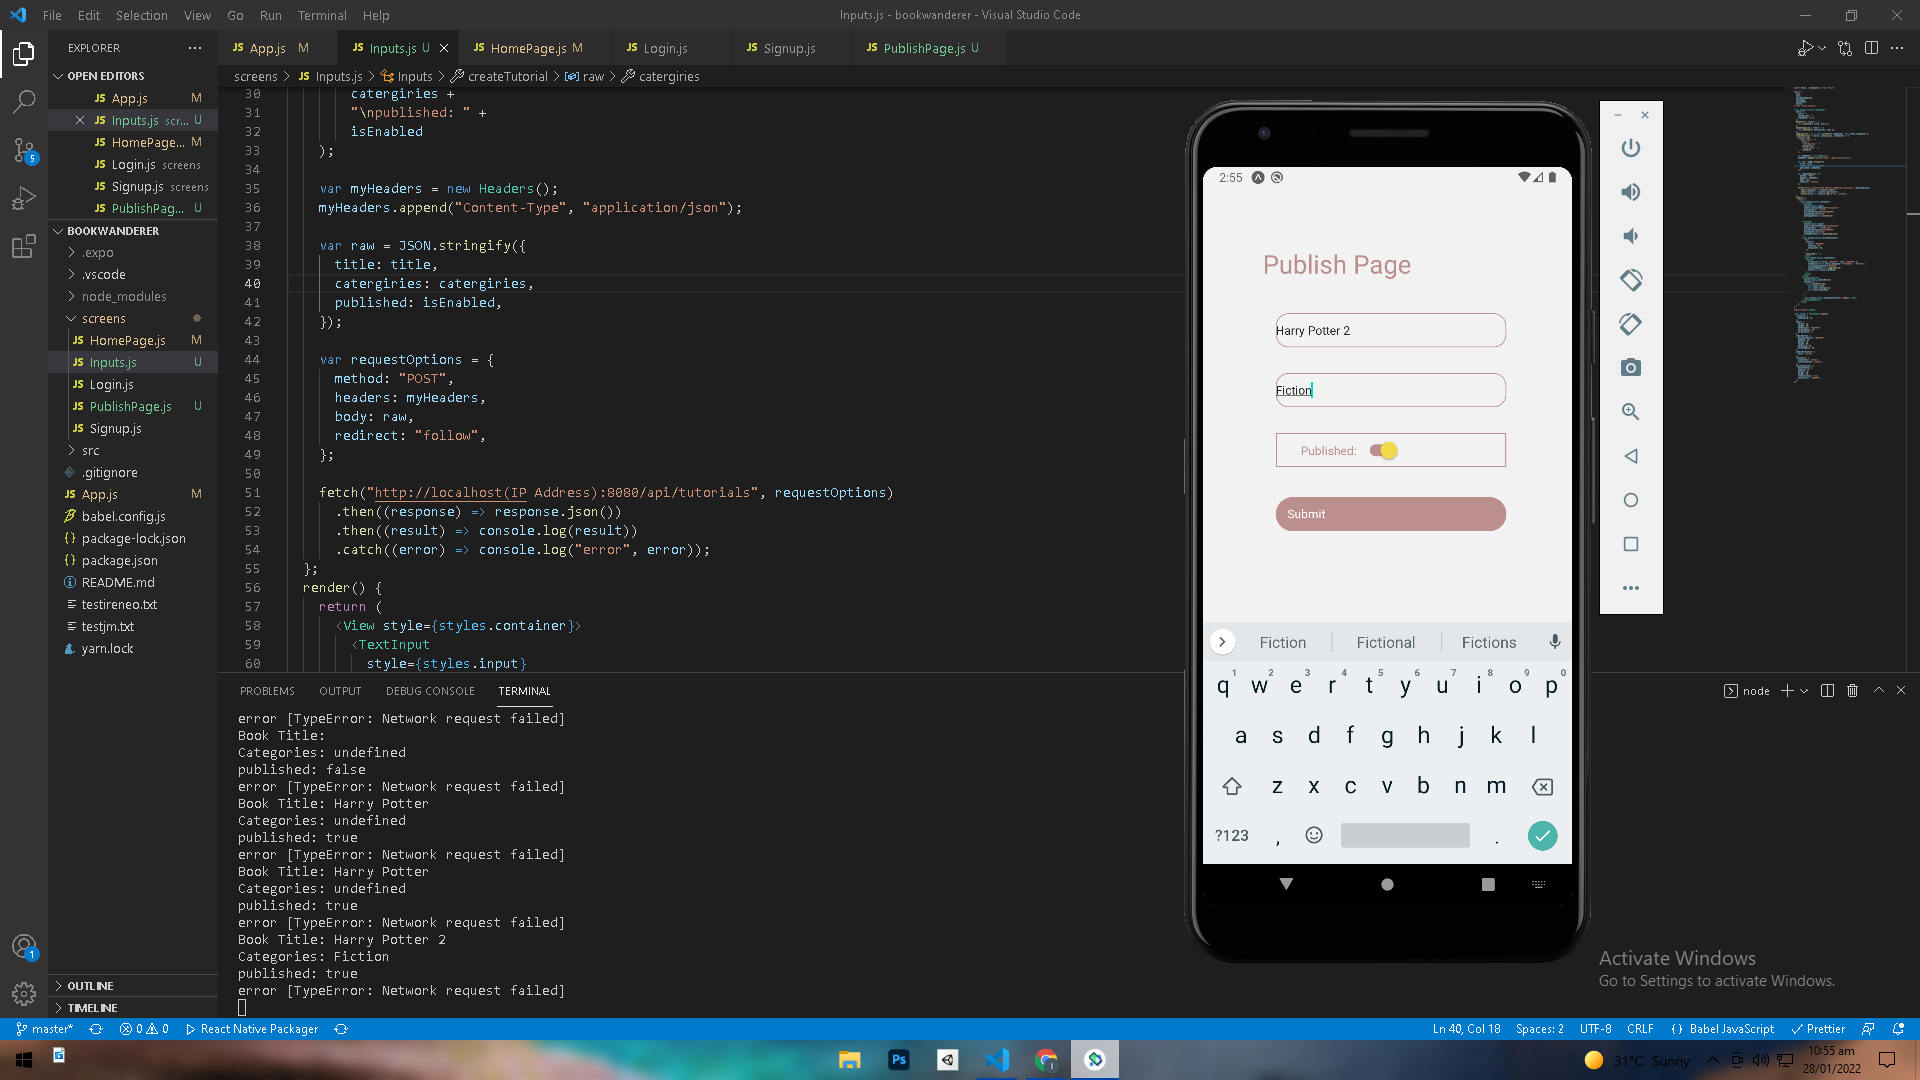 File Edit Selection View Go Run Terminal Help
Inputs.js - bookwanderer - Visual Studio Code
EXPLORER
JS App.js M
JS Inputs.js U
JS HomePage.js M
JS Login.js
JS Signup.js
JS PublishPage.js U
OPEN EDITORS
JS App.js M
JS Inputs.js scr... U
JS HomePage... M
JS Login.js screens
JS Signup.js screens
JS PublishPag... U
BOOKWANDERER
.expo
.vscode
node_modules
screens
JS HomePage.js M
JS Inputs.js U
JS Login.js
JS PublishPage.js U
JS Signup.js
src
.gitignore
JS App.js M
babel.config.js
{} package-lock.json
{} package.json
README.md
testireneo.txt
testjm.txt
yarn.lock
OUTLINE
TIMELINE
screens > JS Inputs.js > Inputs > createTutorial > raw > catergiries
30 catergiries +
31 "\npublished: " +
32 isEnabled
33 );
34
35 var myHeaders = new Headers();
36 myHeaders.append("Content-Type", "application/json");
37
38 var raw = JSON.stringify({
39 title: title,
40 catergiries: catergiries,
41 published: isEnabled,
42 });
43
44 var requestOptions = {
45 method: "POST",
46 headers: myHeaders,
47 body: raw,
48 redirect: "follow",
49 };
50
51 fetch("http://localhost(IP Address):8080/api/tutorials", requestOptions)
52 .then((response) => response.json())
53 .then((result) => console.log(result))
54 .catch((error) => console.log("error", error));
55 };
56 render() {
57 return (
58 <View style={styles.container}>
59 <TextInput
60 style={styles.input}
PROBLEMS OUTPUT DEBUG CONSOLE TERMINAL
node
error [TypeError: Network request failed]
Book Title:
Categories: undefined
published: false
error [TypeError: Network request failed]
Book Title: Harry Potter
Categories: undefined
published: true
error [TypeError: Network request failed]
Book Title: Harry Potter
Categories: undefined
published: true
error [TypeError: Network request failed]
Book Title: Harry Potter 2
Categories: Fiction
published: true
error [TypeError: Network request failed]
2:55
Publish Page
Harry Potter 2
Fiction
Published:
Submit
Fiction Fictional Fictions
q1 w2 e3 r4 t5 y6 u7 i8 o9 p0
a s d f g h j k l
z x c v b n m
?123 , .
Activate Windows
Go to Settings to activate Windows.
5
1
master* 0 0 React Native Packager
Ln 40, Col 18 Spaces: 2 UTF-8 CRLF {} Babel JavaScript Prettier
Ps
31°C Sunny
10:55 am
28/01/2022